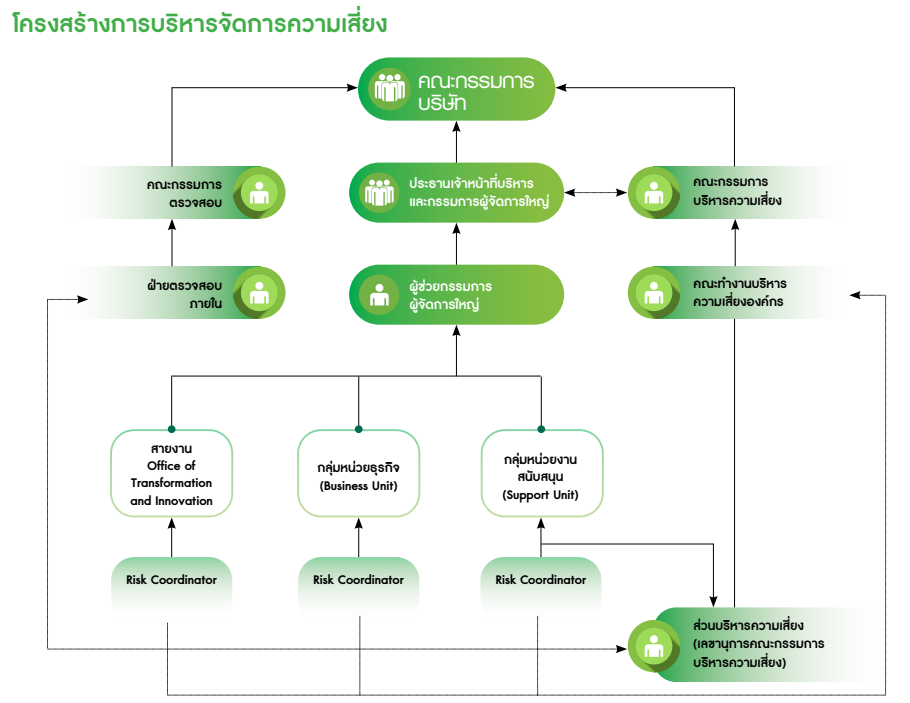 โครงสร้างการบริหารจัดการความเสี่ยง
คณะกรรมการ
บริษัท
คณะกรรมการ
ตรวจสอบ
ประธานเจ้าหน้าที่บริหาร
และกรรมการผู้จัดการใหญ่
คณะกรรมการ
บริหารความเสี่ยง
ฝ่ายตรวจสอบ
ภายใน
ผู้ช่วยกรรมการ
ผู้จัดการใหญ่
คณะทำงานบริหาร
ความเสี่ยงองค์กร
สายงาน
Office of
Transformation
and Innovation
กลุ่มหน่วยธุรกิจ
(Business Unit)
กลุ่มหน่วยงาน
สนับสนุน
(Support Unit)
Risk Coordinator
Risk Coordinator
Risk Coordinator
ส่วนบริหารความเสี่ยง
(เลขานุการคณะกรรมการ
บริหารความเสี่ยง)